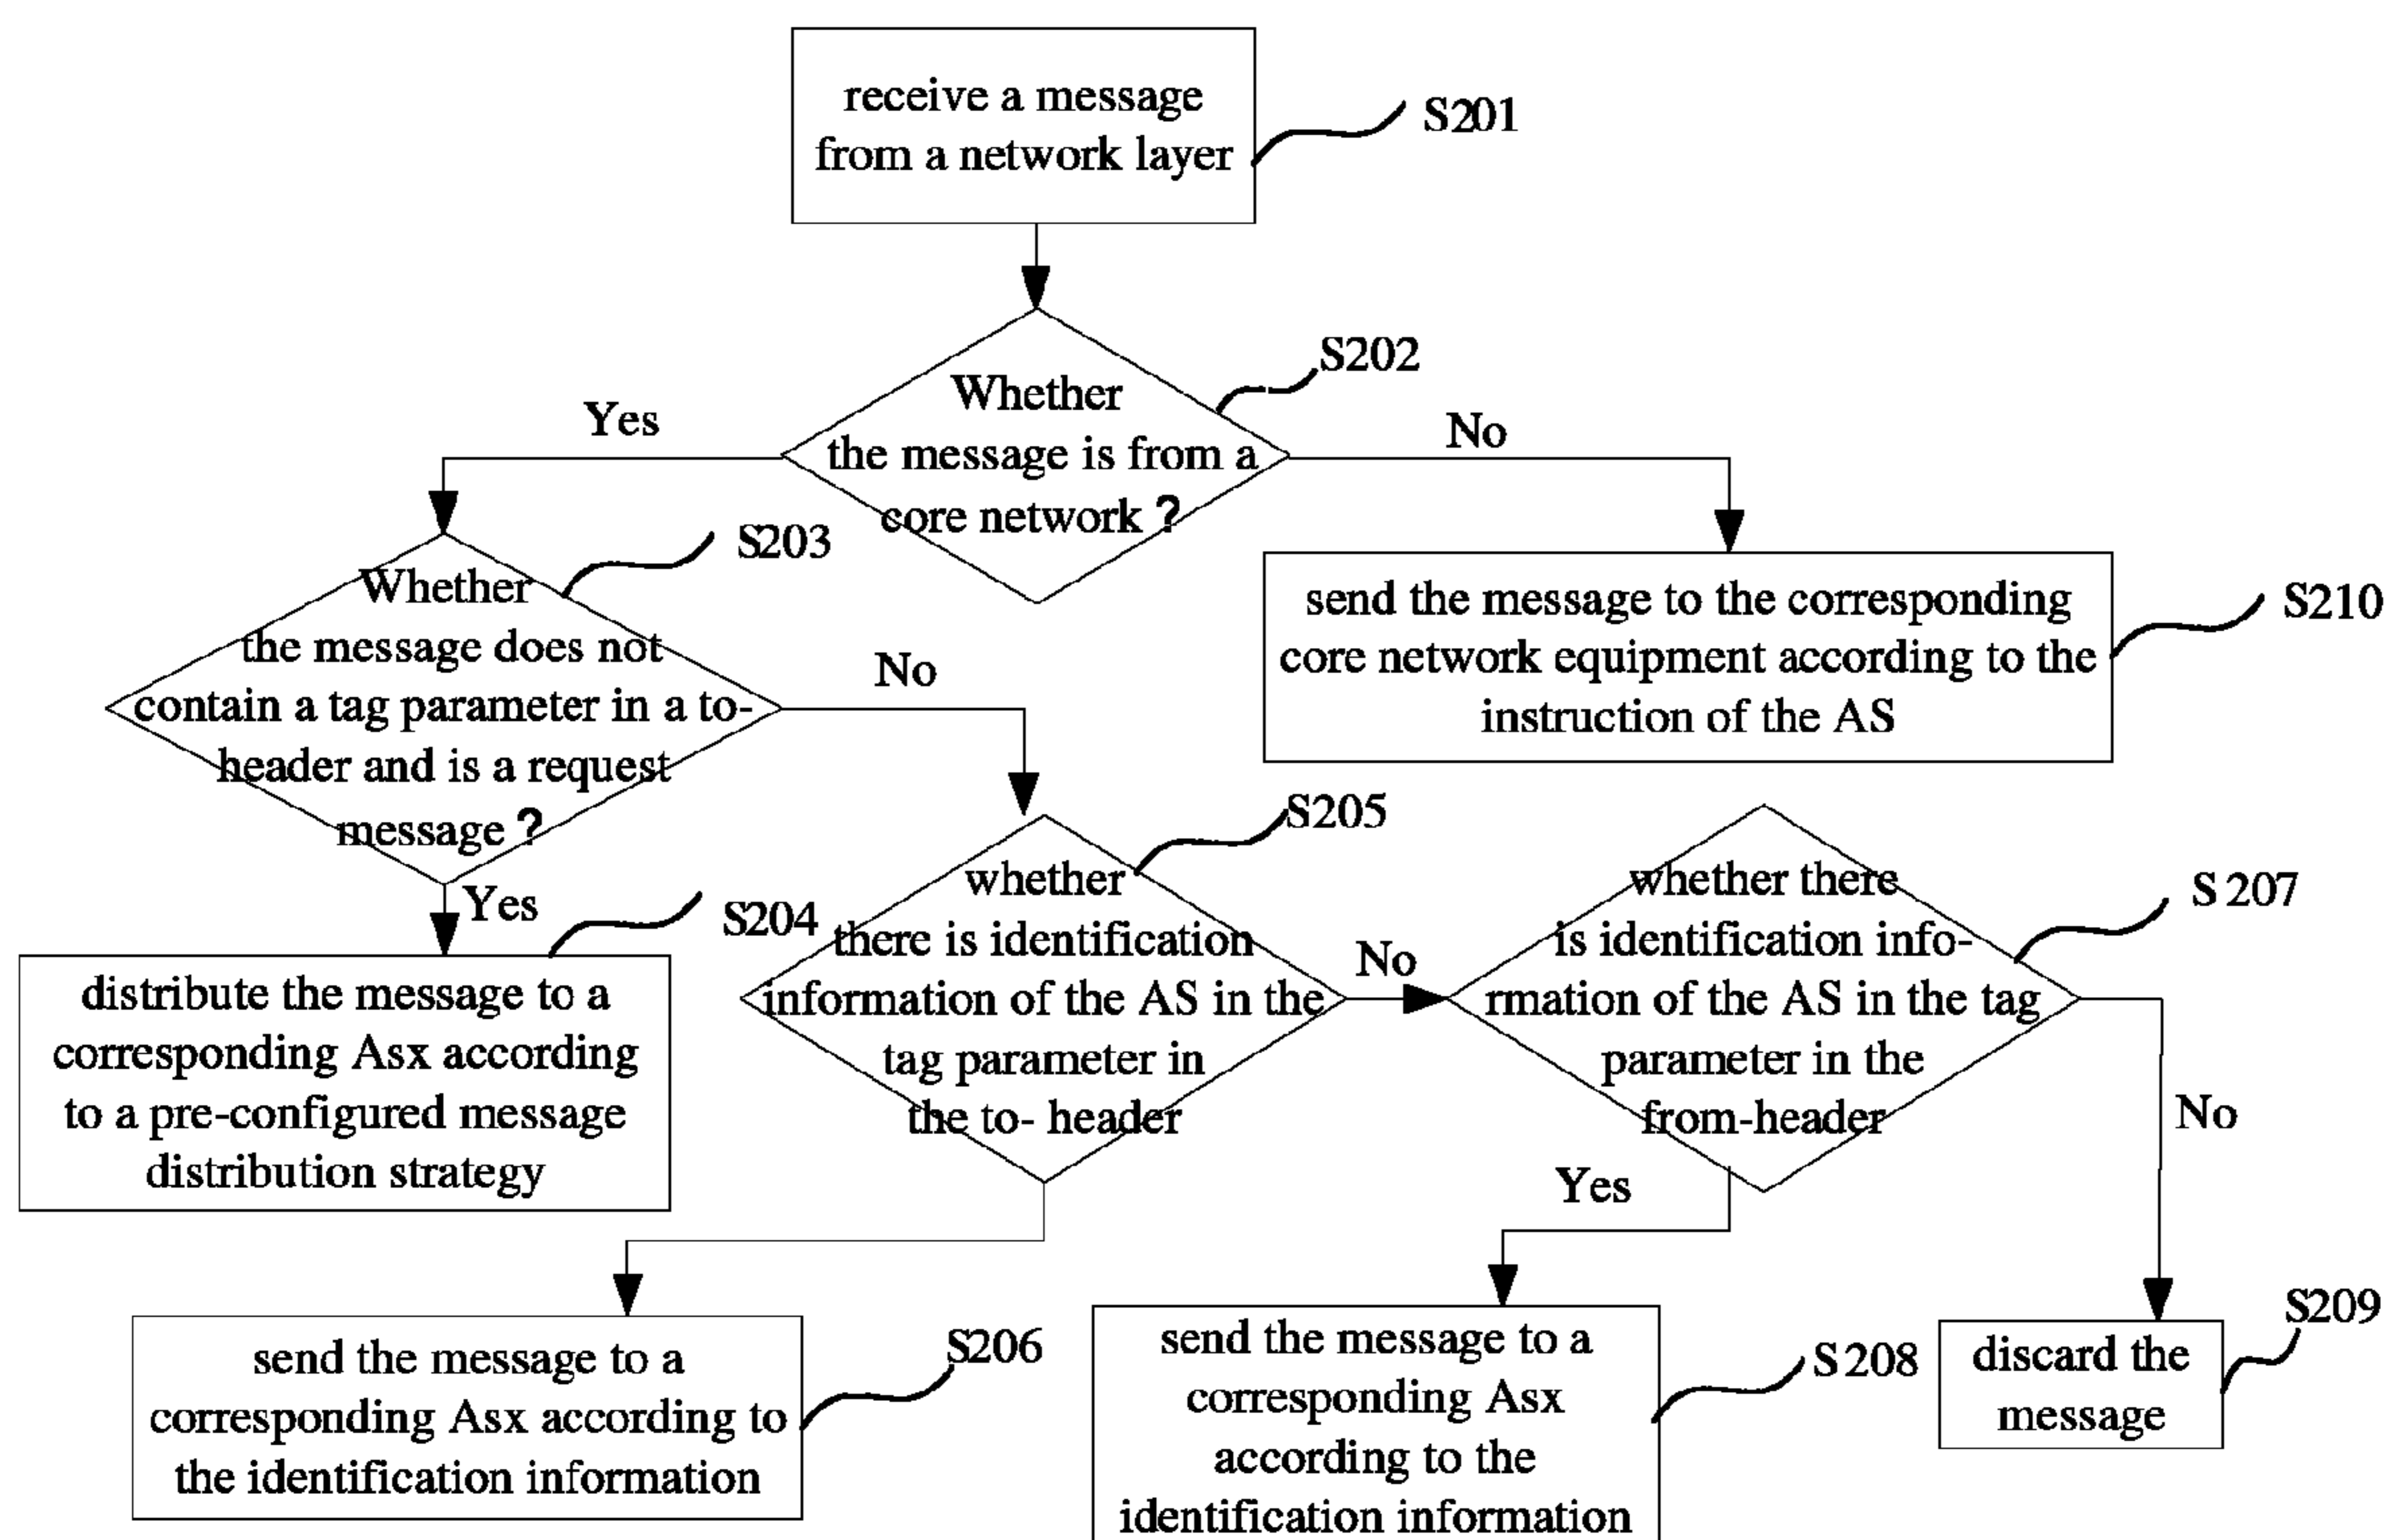 receive a message
from a network layer
S201
Whether
the message is from a
core network ?
S202
Yes
No
Whether
the message does not
contain a tag parameter in a to-
header and is a request
message ?
S203
No
Yes
send the message to the corresponding
core network equipment according to the
instruction of the AS
S210
distribute the message to a
corresponding Asx according
to a pre-configured message
distribution strategy
S204
whether
there is identification
information of the AS in the
tag parameter in
the to- header
S205
No
whether there
is identification info-
rmation of the AS in the tag
parameter in the
from-header
S 207
Yes
No
send the message to a
corresponding Asx according to
the identification information
S206
send the message to a
corresponding Asx
according to the
identification information
S 208
discard the
message
S209